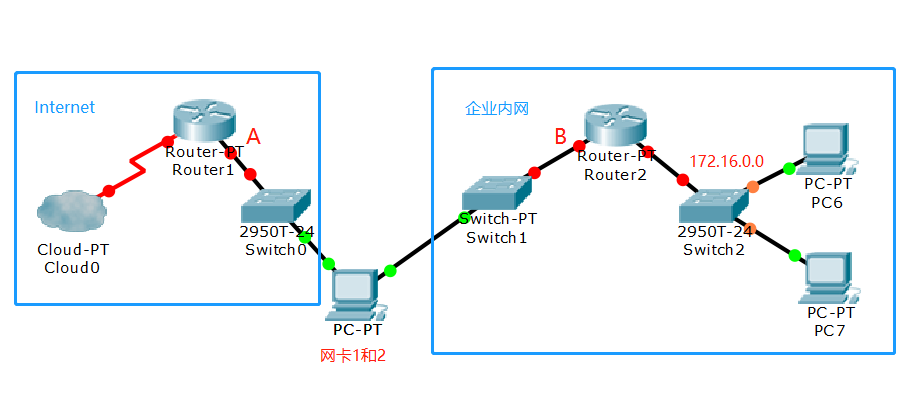 Internet
企业内网
A
B
Router-PT
Router1
Router-PT
Router2
172.16.0.0
PC-PT
PC6
Cloud-PT
Cloud0
2950T-24
Switch0
Switch-PT
Switch1
2950T-24
Switch2
PC-PT
网卡1和2
PC-PT
PC7